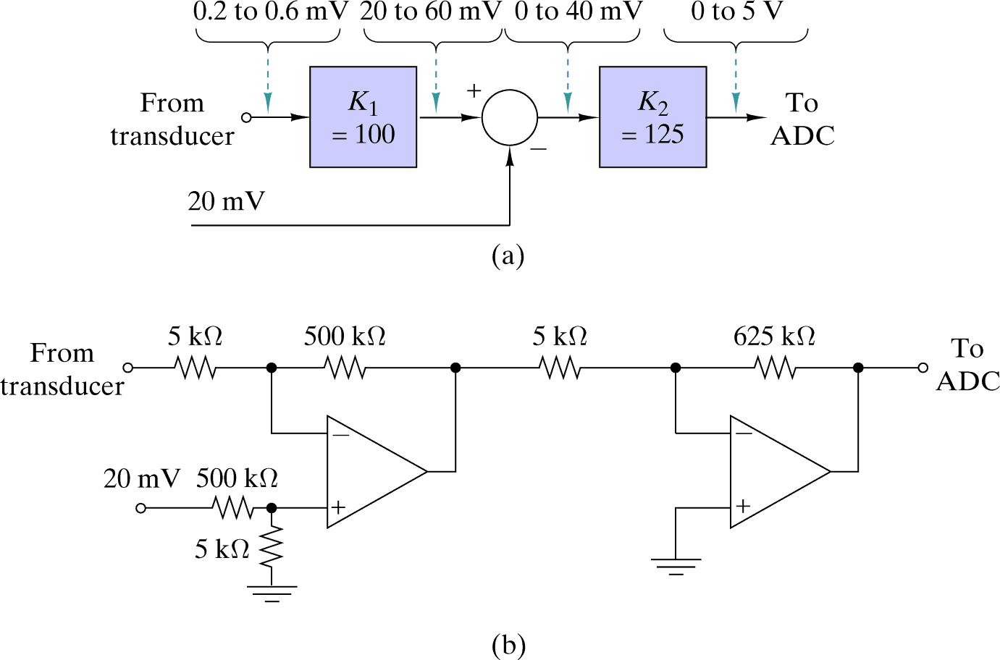 0.2 to 0.6 mV 20 to 60 mV 0 to 40 mV 0 to 5 V
From
transducer
K1
= 100
+
−
K2
= 125
To
ADC
20 mV
(a)
From
transducer
5 kΩ 500 kΩ 5 kΩ 625 kΩ
To
ADC
− −
20 mV 500 kΩ
+ +
5 kΩ
(b)